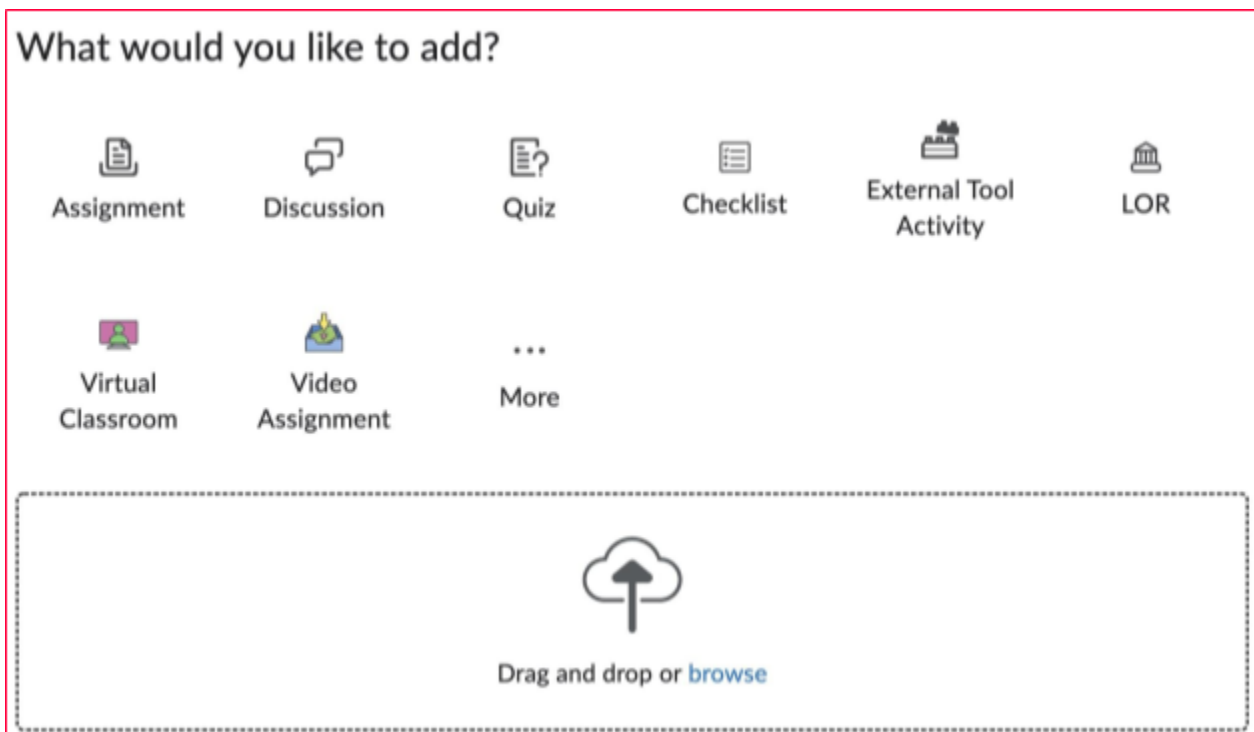 What would you like to add?
Assignment
Discussion
Quiz
Checklist
External Tool
Activity
LOR
Virtual
Classroom
Video
Assignment
More
Drag and drop or browse